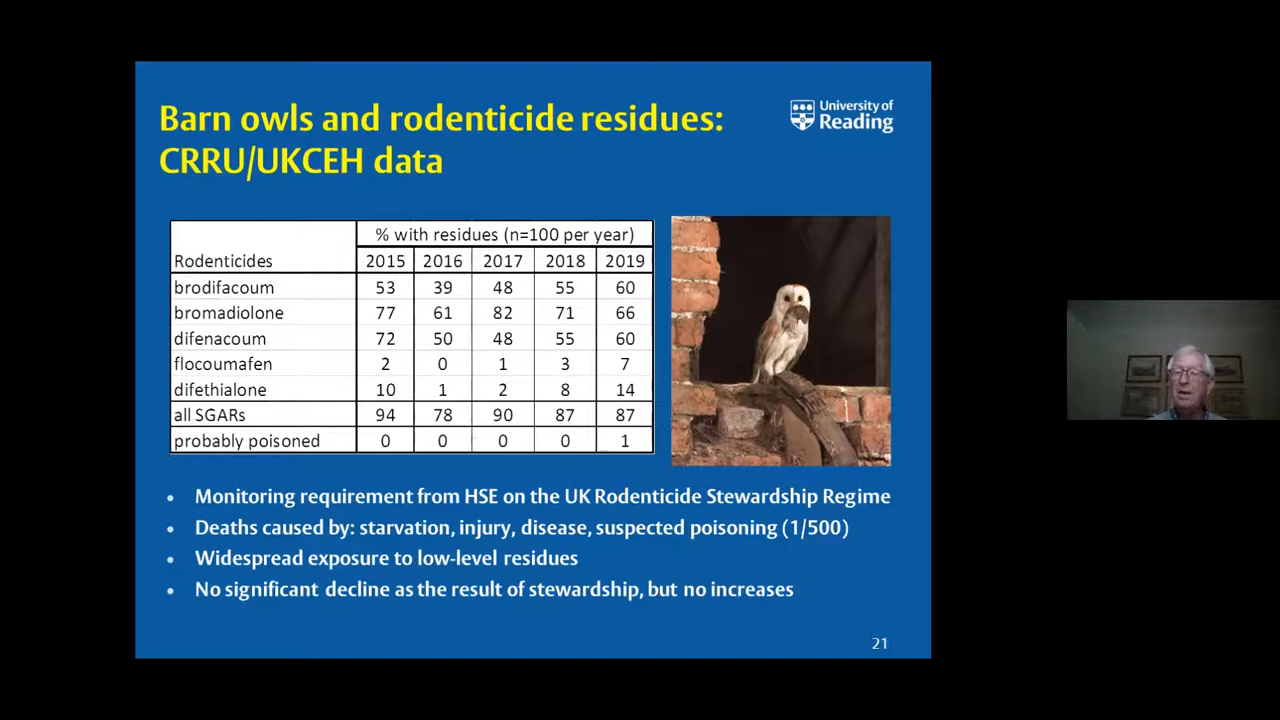 Barn owls and rodenticide residues:
CRRU/UKCEH data
University of
Reading
% with residues (n=100 per year)
Rodenticides 2015 2016 2017 2018 2019
brodifacoum 53 39 48 55 60
bromadiolone 77 61 82 71 66
difenacoum 72 50 48 55 60
flocoumafen 2 0 1 3 7
difethialone 10 1 2 8 14
all SGARs 94 78 90 87 87
probably poisoned 0 0 0 0 1
• Monitoring requirement from HSE on the UK Rodenticide Stewardship Regime
• Deaths caused by: starvation, injury, disease, suspected poisoning (1/500)
• Widespread exposure to low-level residues
• No significant decline as the result of stewardship, but no increases
21